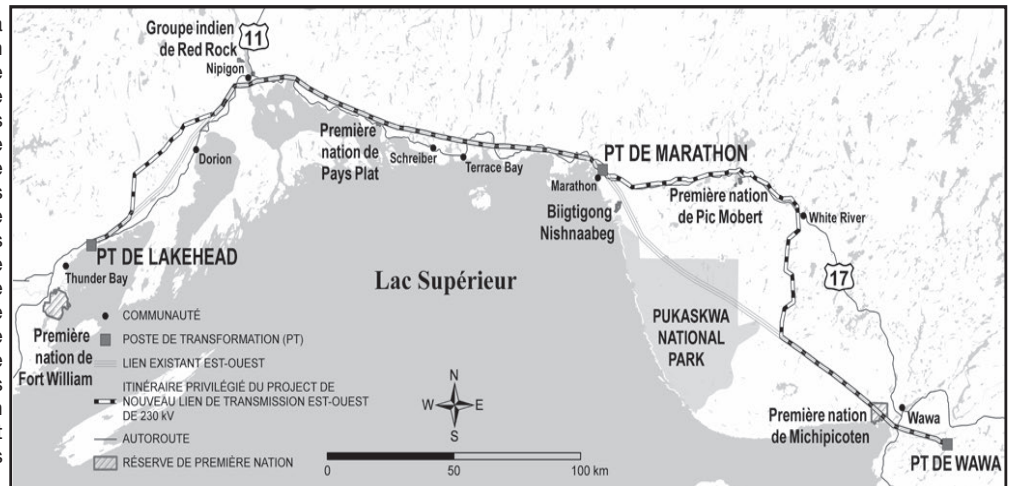 Groupe indien
de Red Rock
11
Nipigon
Dorion
Première
nation de
Pays Plat
Schreiber
Terrace Bay
PT DE MARATHON
Marathon
Biigtigong
Nishnaabeg
Première nation
de Pic Mobert
White River
17
PT DE LAKEHEAD
Thunder Bay
Première
nation de
Fort William
Lac Supérieur
PUKASKWA
NATIONAL
PARK
Première nation
de Michipicoten
Wawa
PT DE WAWA
COMMUNAUTÉ
POSTE DE TRANSFORMATION (PT)
LIEN EXISTANT EST-OUEST
ITINÉRAIRE PRIVILÉGIÉ DU PROJECT DE
NOUVEAU LIEN DE TRANSMISSION EST-OUEST
DE 230 kV
AUTOROUTE
RÉSERVE DE PREMIÈRE NATION
N
W E
S
0 50 100 km